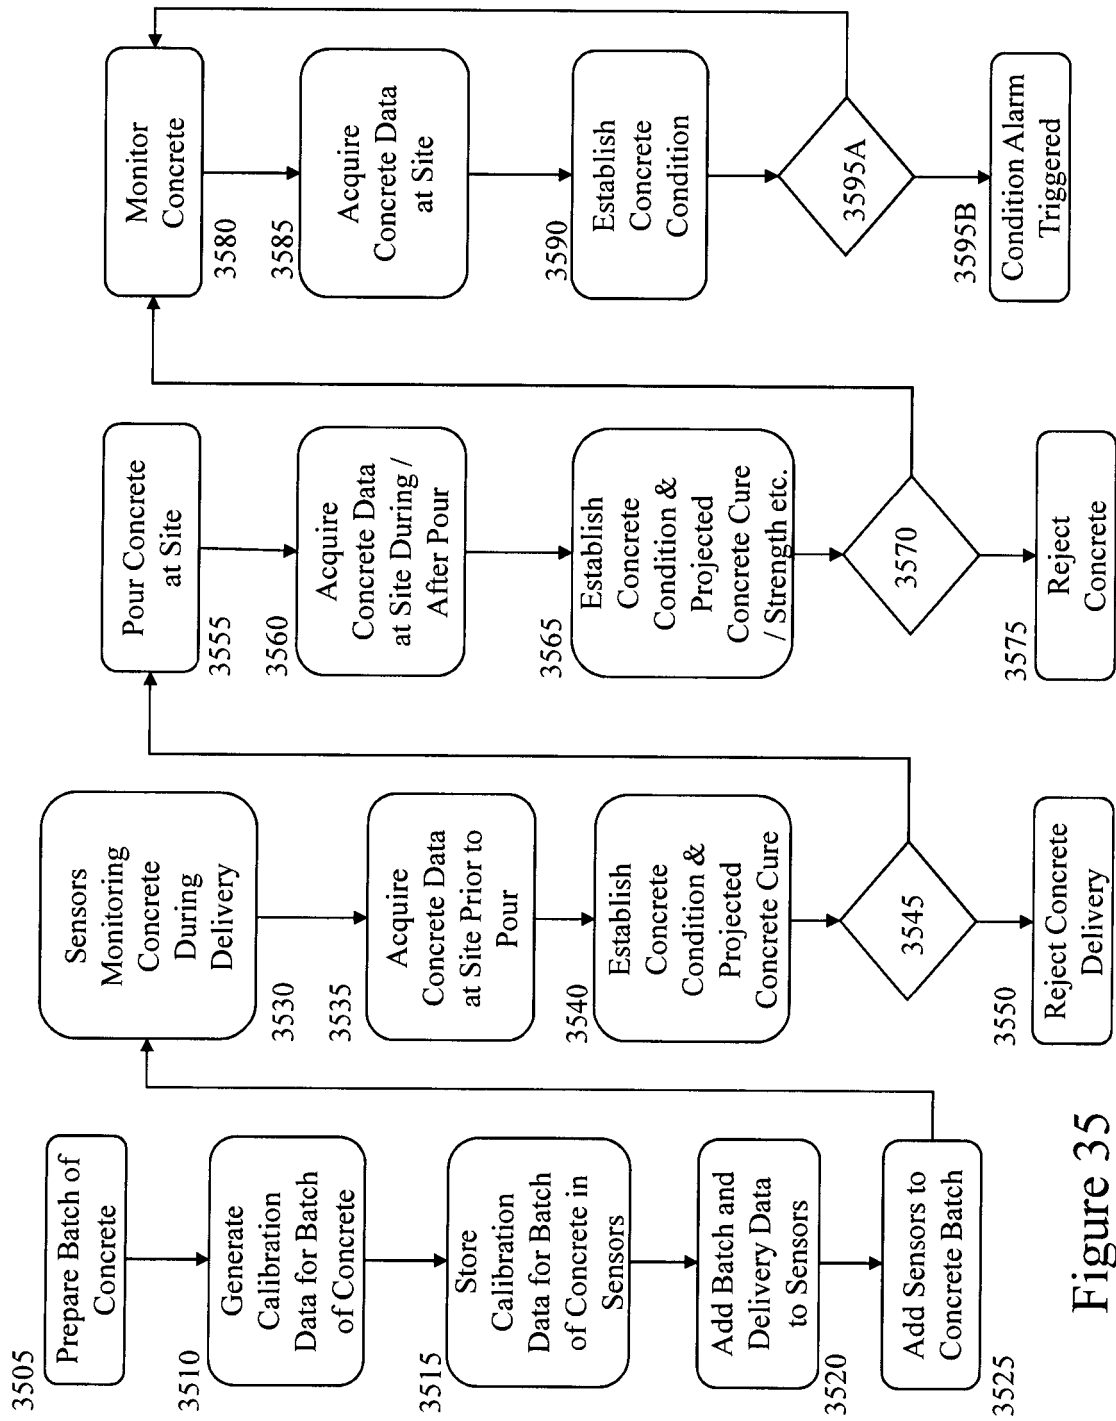 3505
Prepare Batch of
Concrete
3510
Generate
Calibration
Data for Batch
of Concrete
3515
Store
Calibration
Data for Batch
of Concrete in
Sensors
Add Batch and
Delivery Data
to Sensors
3520
Add Sensors to
Concrete Batch
3525
Sensors
Monitoring
Concrete
During
Delivery
3530
3535
Acquire
Concrete Data
at Site Prior to
Pour
3540
Establish
Concrete
Condition &
Projected
Concrete Cure
3545
3550
Reject Concrete
Delivery
Pour Concrete
at Site
3555
3560
Acquire
Concrete Data
at Site During /
After Pour
3565
Establish
Concrete
Condition &
Projected
Concrete Cure
/ Strength etc.
3570
3575
Reject
Concrete
Monitor
Concrete
3580
3585
Acquire
Concrete Data
at Site
3590
Establish
Concrete
Condition
3595A
3595B
Condition Alarm
Triggered
Figure 35